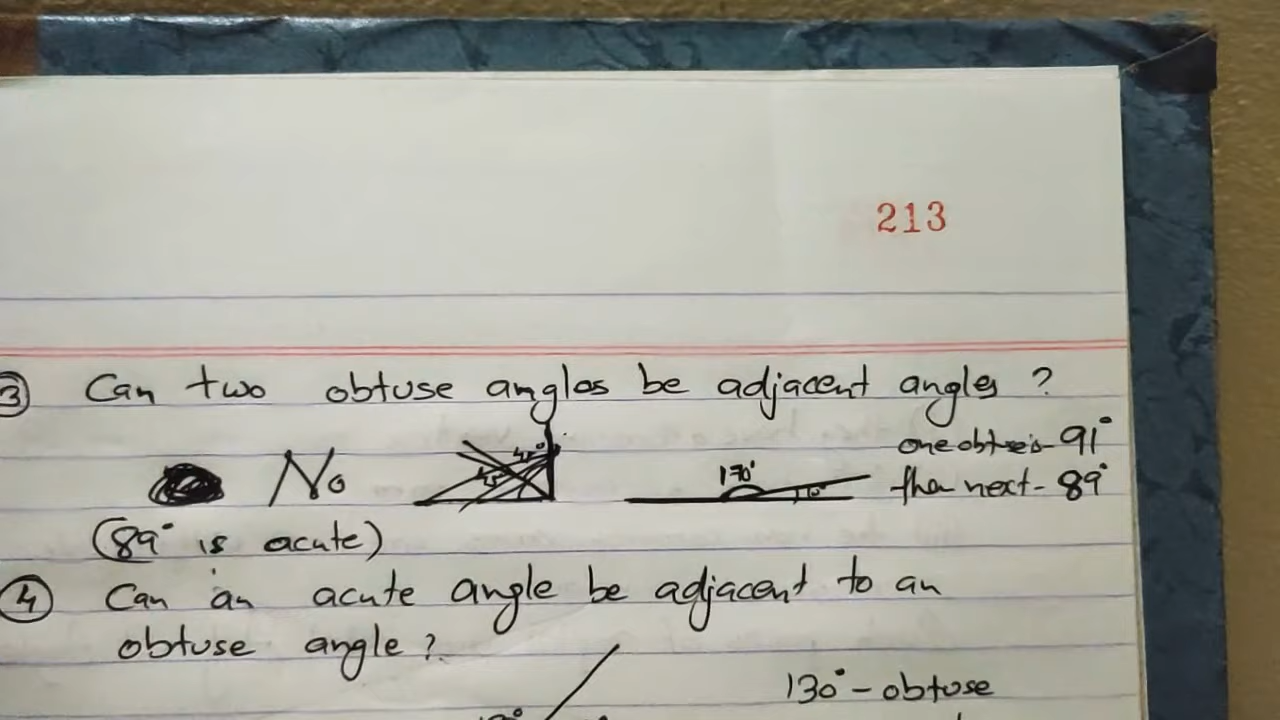 213
3 Can two obtuse angles be adjacent angles ?
No
170°
10°
one obtuse - 91°
then next - 89°
(89° is acute)
4 Can an acute angle be adjacent to an
obtuse angle ?
130° - obtuse